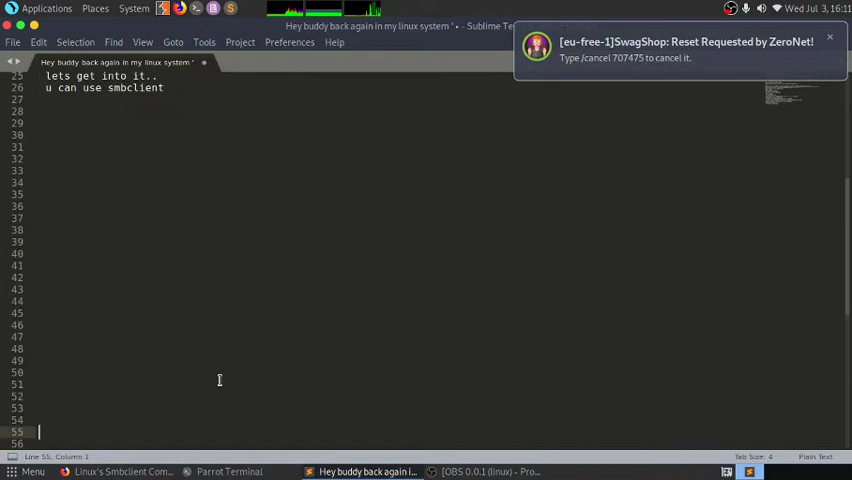 Applications Places System
Wed Jul 3, 16:11
Hey buddy back again in my linux system "• - Sublime Te
[eu-free-1]SwagShop: Reset Requested by ZeroNet!
Type /cancel 707475 to cancel it.
File Edit Selection Find View Goto Tools Project Preferences Help
Hey buddy back again in my linux system "
25 lets get into it..
26 u can use smbclient
27
28
29
30
31
32
33
34
35
36
37
38
39
40
41
42
43
44
45
46
47
48
49
50
51
52
53
54
55
56
Line 55, Column 1
Tab Size: 4 Plain Text
Menu Linux's Smbclient Com... Parrot Terminal Hey buddy back again i... [OBS 0.0.1 (linux) - Pro...